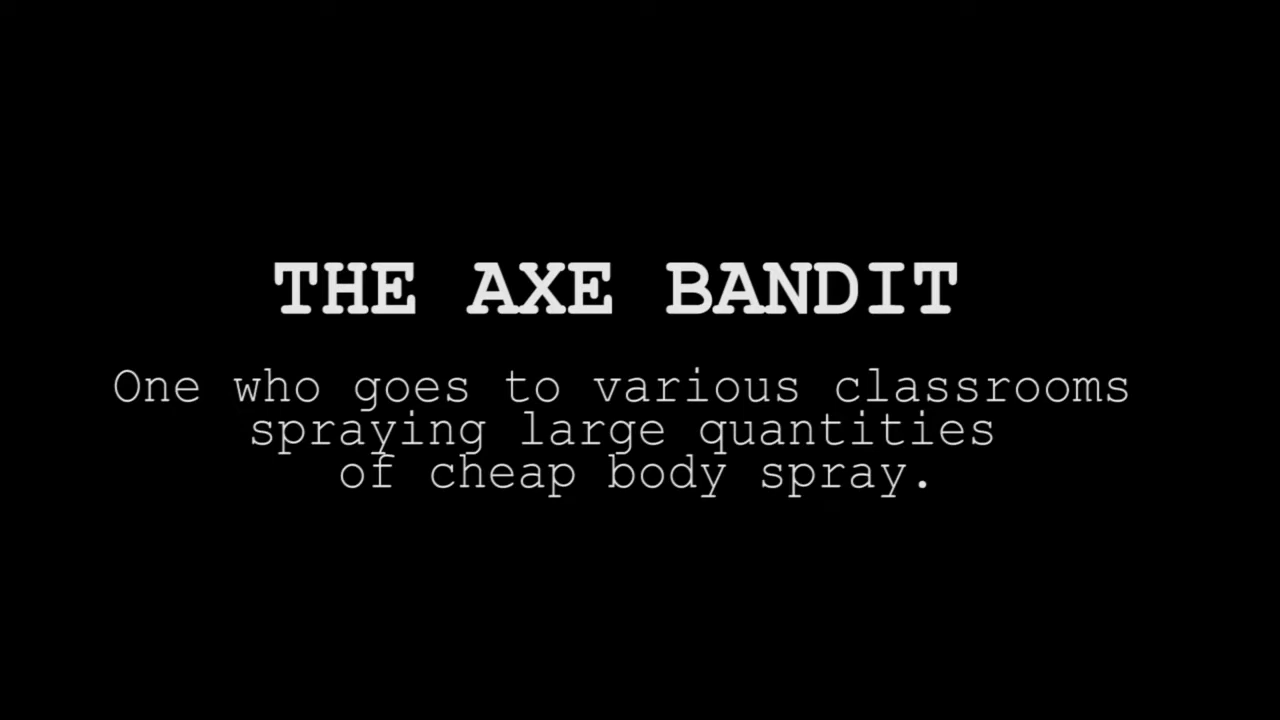 THE AXE BANDIT
One who goes to various classrooms
spraying large quantities
of cheap body spray.